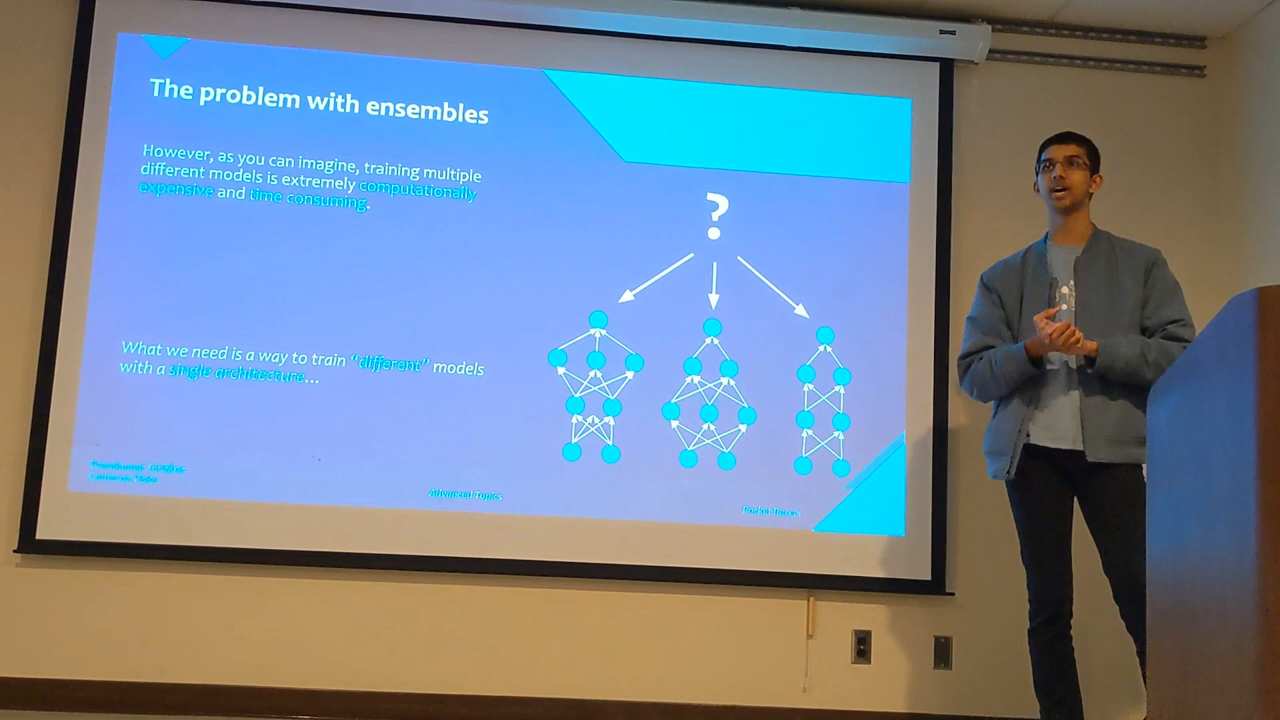 The problem with ensembles
However, as you can imagine, training multiple
different models is extremely computationally
expensive and time consuming.
?
What we need is a way to train “different” models
with a single architecture...
Advanced Topics